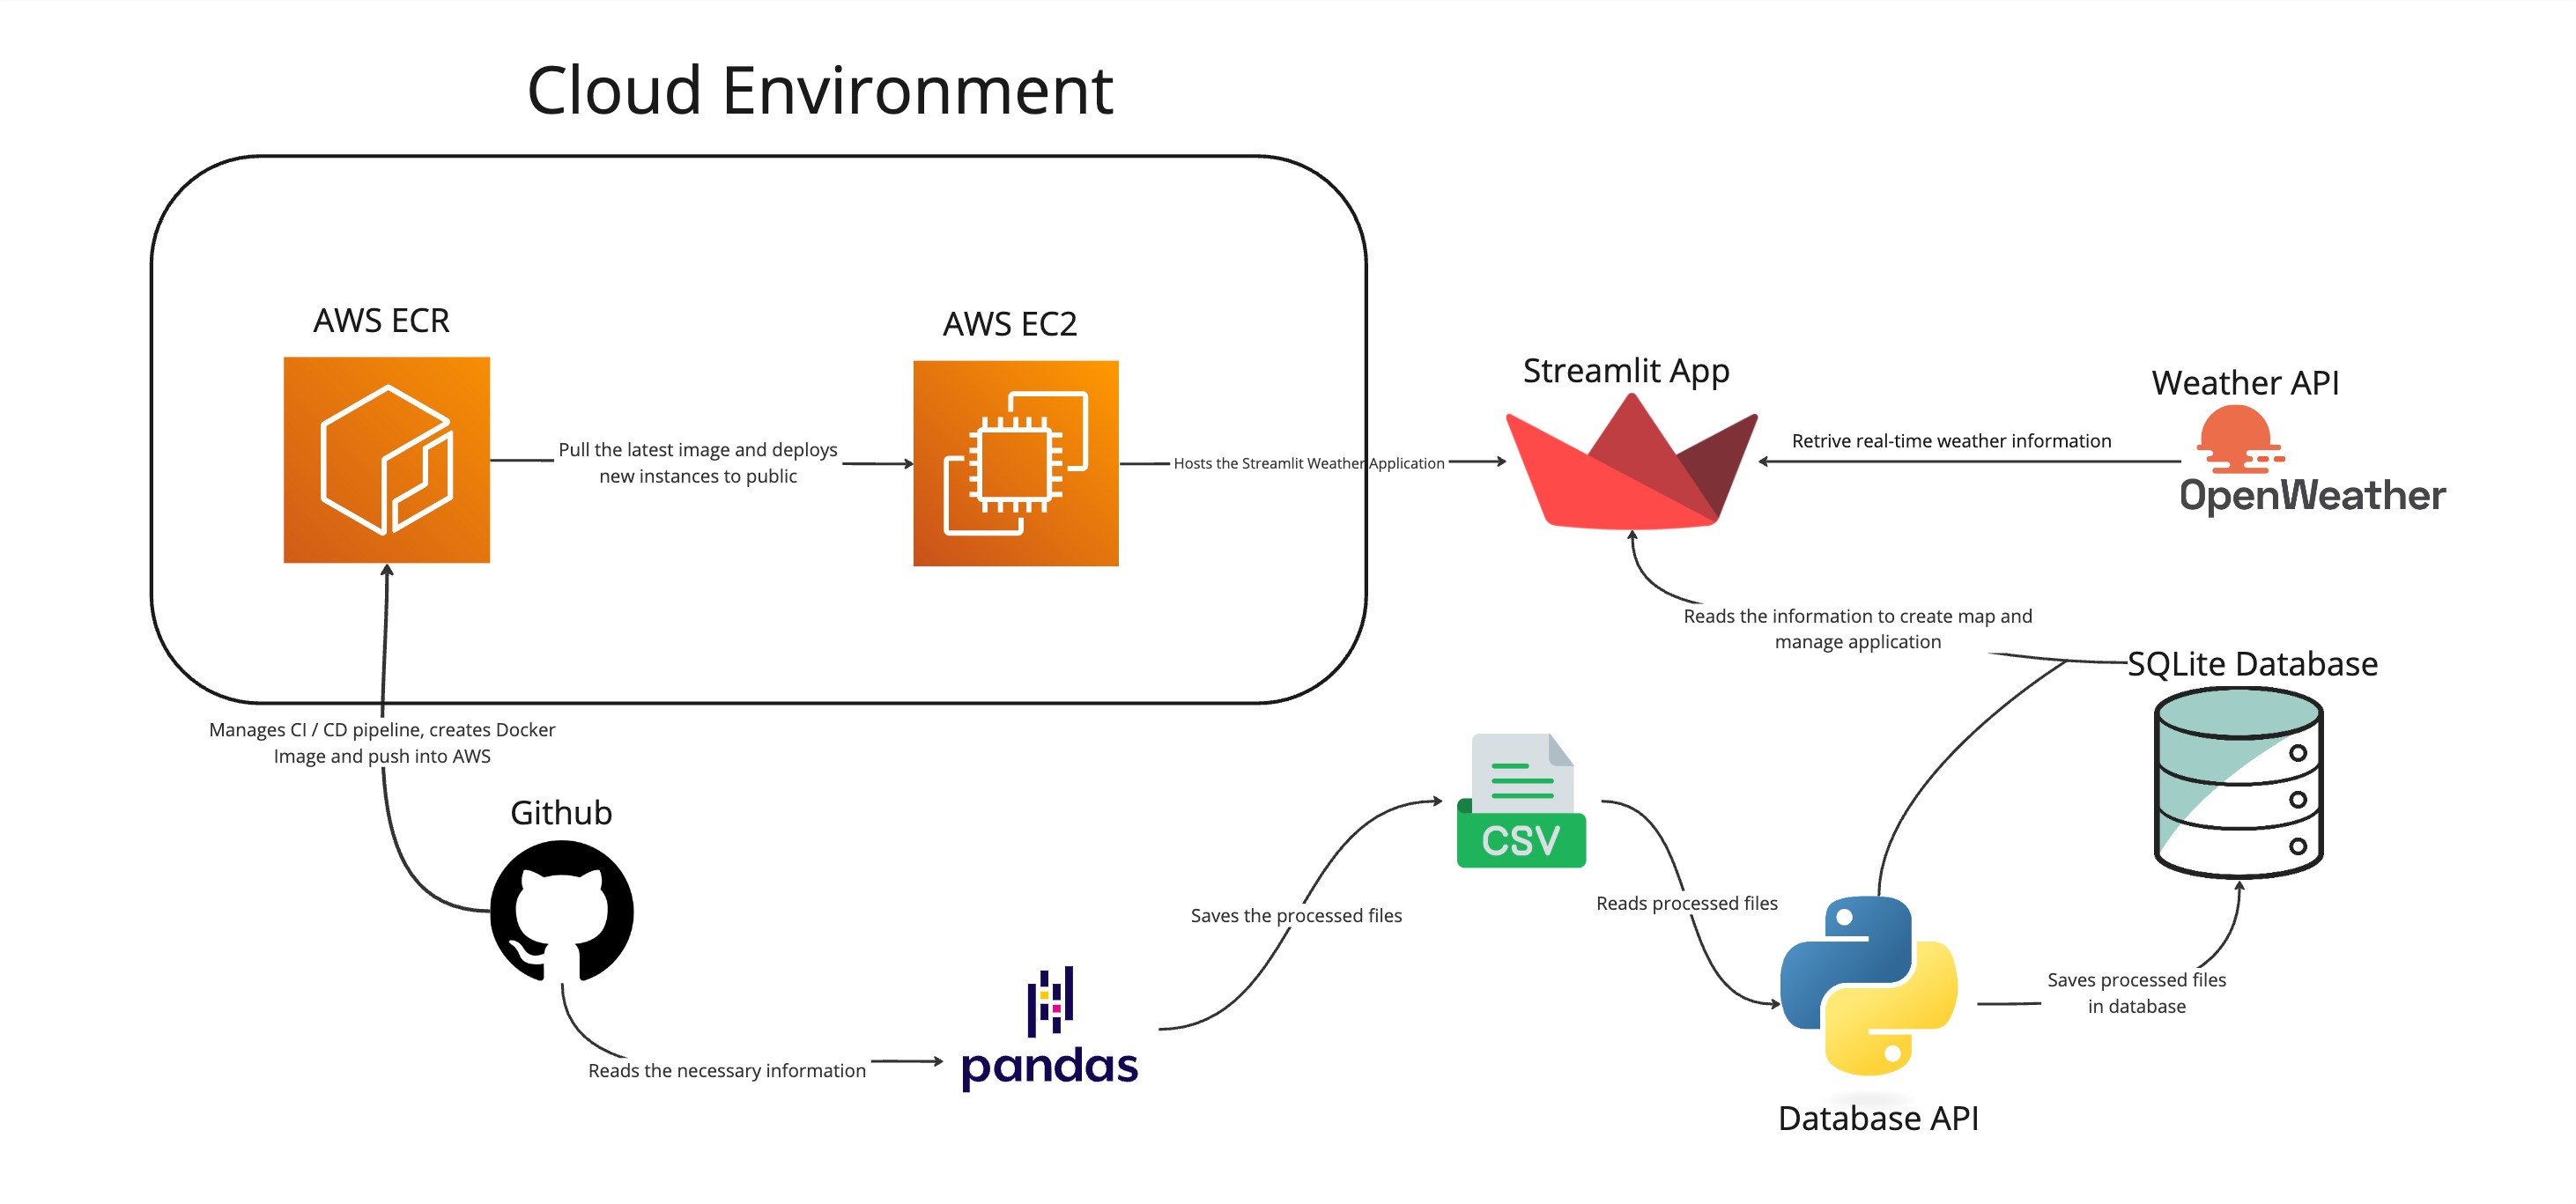 Cloud Environment
AWS ECR
AWS EC2
Pull the latest image and deploys
new instances to public
Hosts the Streamlit Weather Application
Streamlit App
Weather API
Retrive real-time weather information
OpenWeather
Reads the information to create map and
manage application
SQLite Database
Manages CI / CD pipeline, creates Docker
Image and push into AWS
Github
CSV
Saves the processed files
Reads processed files
Saves processed files
in database
Reads the necessary information
pandas
Database API